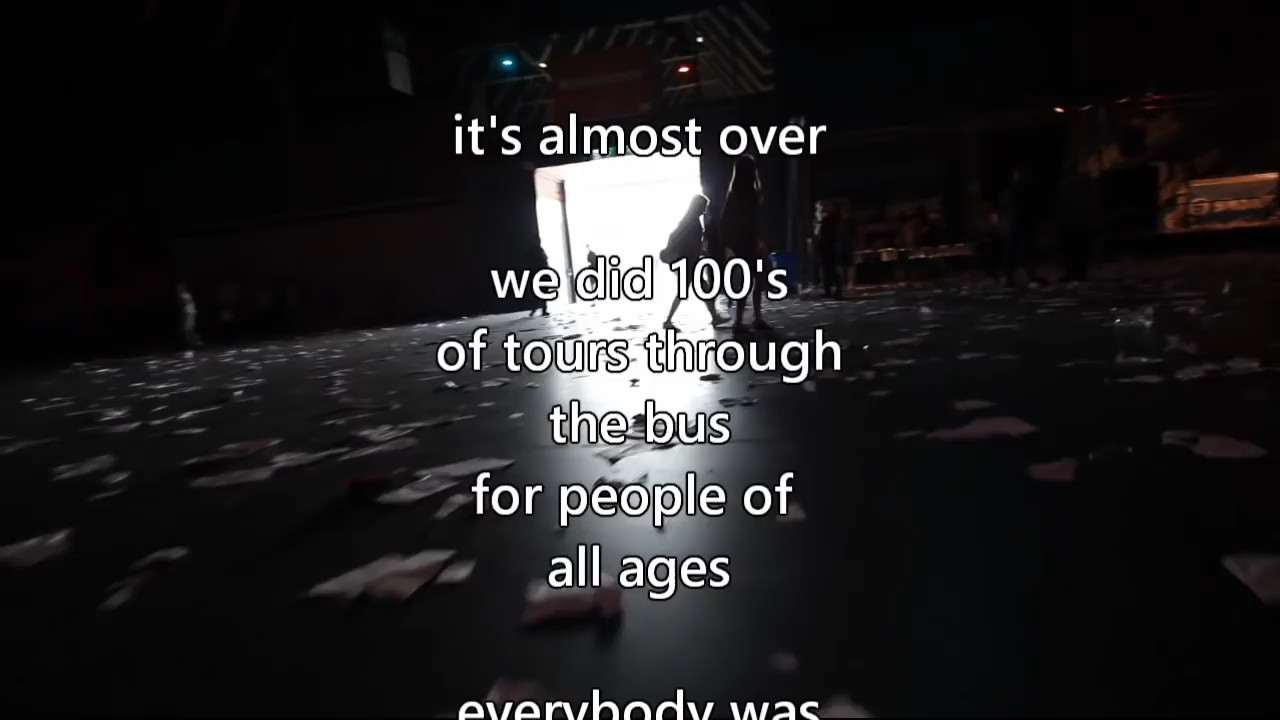 it's almost over
we did 100's
of tours through
the bus
for people of
all ages
everybody was